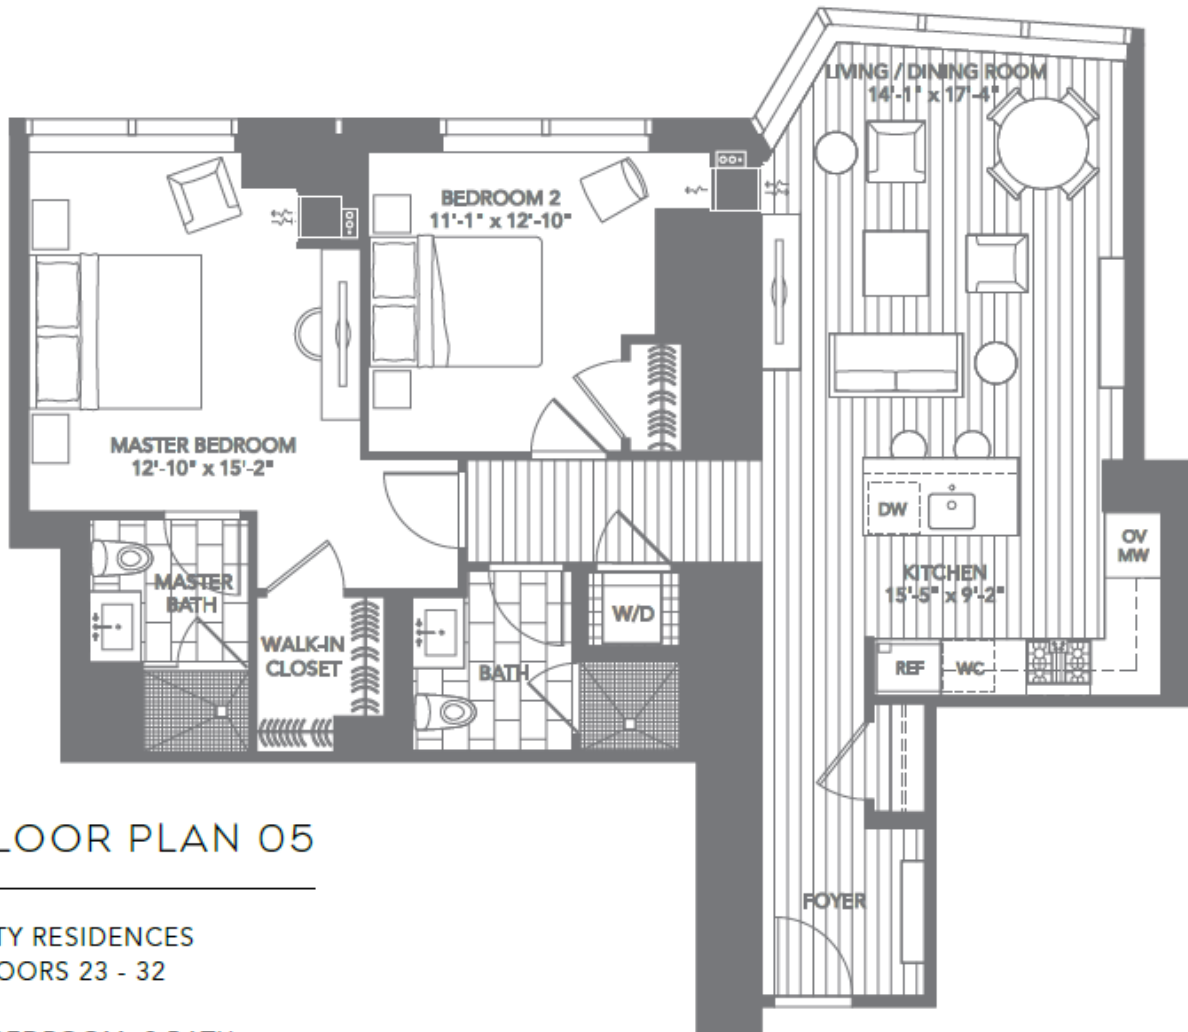 LIVING / DINING ROOM
14'-1" x 17'-4"
BEDROOM 2
11'-1" x 12'-10"
MASTER BEDROOM
12'-10" x 15'-2"
DW
OV
MW
KITCHEN
15'-5" x 9'-2"
MASTER
BATH
W/D
WALK-IN
CLOSET
BATH
REF
WC
FOYER
LOOR PLAN 05
TY RESIDENCES
OORS 23 - 32